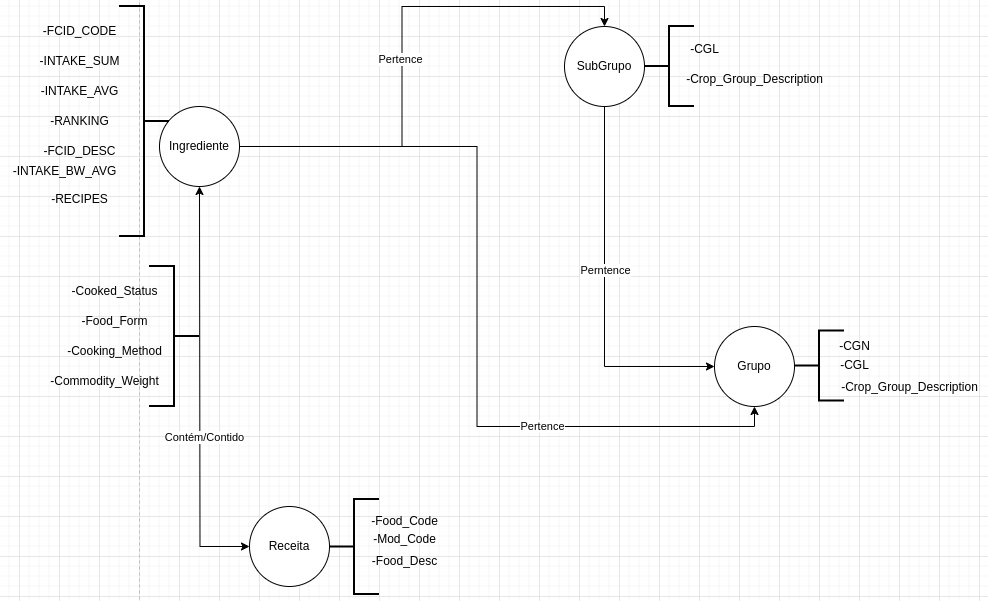 -FCID_CODE
-INTAKE_SUM
-INTAKE_AVG
-RANKING
-FCID_DESC
-INTAKE_BW_AVG
-RECIPES
Ingrediente
Pertence
SubGrupo
-CGL
-Crop_Group_Description
Perntence
-Cooked_Status
-Food_Form
-Cooking_Method
-Commodity_Weight
Contém/Contido
Grupo
-CGN
-CGL
-Crop_Group_Description
Pertence
Receita
-Food_Code
-Mod_Code
-Food_Desc